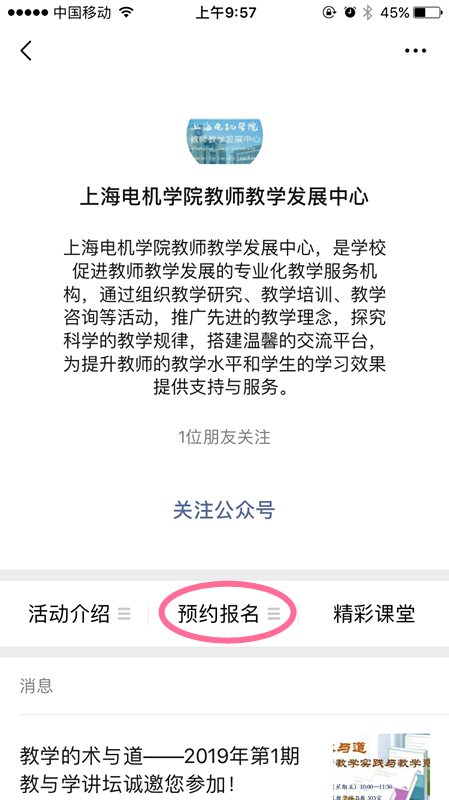 中国移动
上午9:57
45%
上海电机学院
教师教学发展中心
上海电机学院教师教学发展中心
上海电机学院教师教学发展中心，是学校
促进教师教学发展的专业化教学服务机
构，通过组织教学研究、教学培训、教学
咨询等活动，推广先进的教学理念，探究
科学的教学规律，搭建温馨的交流平台，
为提升教师的教学水平和学生的学习效果
提供支持与服务。
1位朋友关注
关注公众号
活动介绍
预约报名
精彩课堂
消息
教学的术与道——2019年第1期
教与学讲坛诚邀您参加！
与道
教学实践与教学
10:00—11: